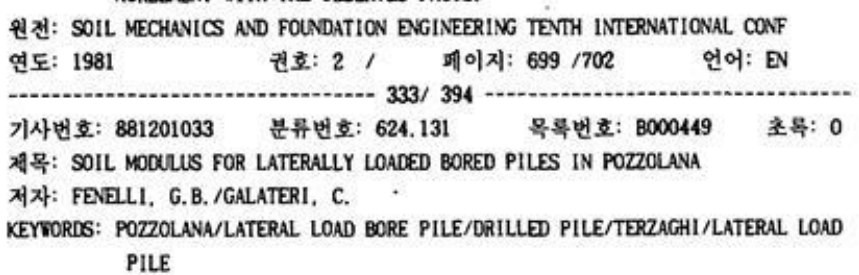 원전: SOIL MECHANICS AND FOUNDATION ENGINEERING TENTH INTERNATIONAL CONF
연도: 1981 권호: 2 / 페이지: 699 /702 언어: EN
----------------------------------- 333/ 394 -----------------------------------
기사번호: 881201033 분류번호: 624.131 목록번호: B000449 초록: 0
제목: SOIL MODULUS FOR LATERALLY LOADED BORED PILES IN POZZOLANA
저자: FENELLI, G.B./GALATERI, C.
KEYWORDS: POZZOLANA/LATERAL LOAD BORE PILE/DRILLED PILE/TERZAGHI/LATERAL LOAD
PILE